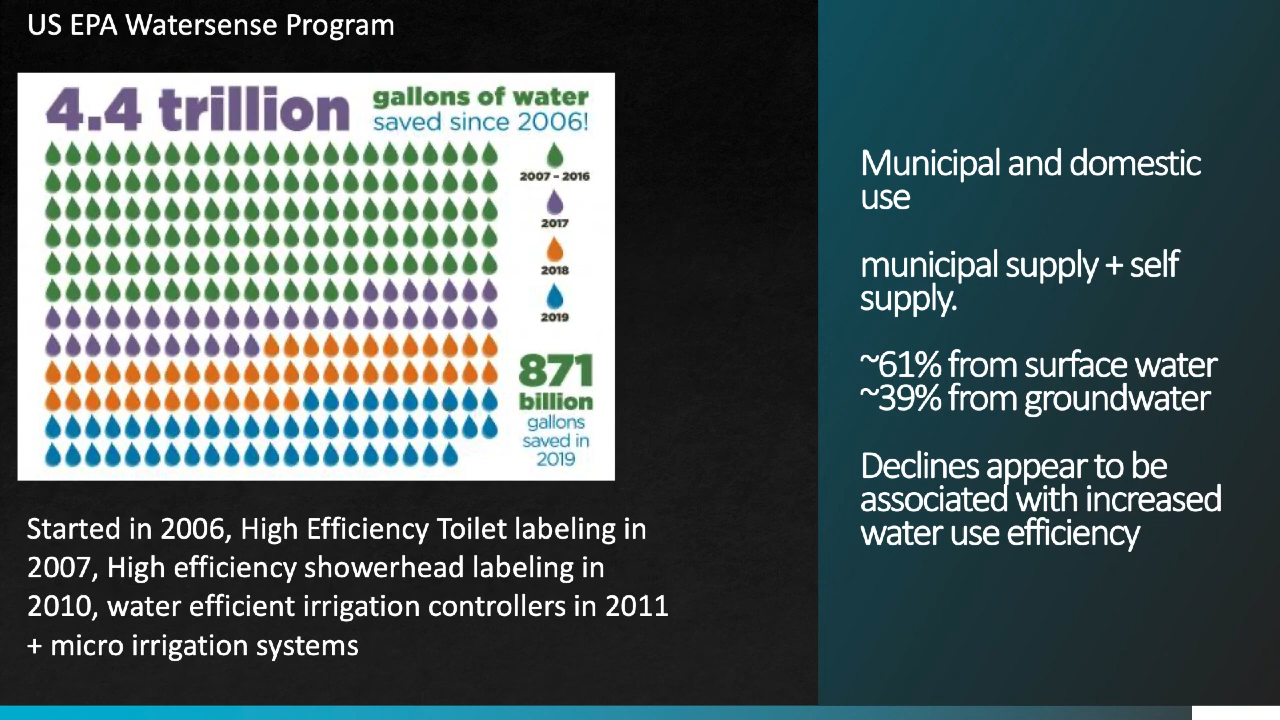 US EPA Watersense Program
4.4 trillion gallons of water
saved since 2006!
2007 - 2016
2017
2018
2019
871
billion
gallons
saved in
2019
Started in 2006, High Efficiency Toilet labeling in
2007, High efficiency showerhead labeling in
2010, water efficient irrigation controllers in 2011
+ micro irrigation systems
Municipal and domestic
use
municipal supply + self
supply.
~61% from surface water
~39% from groundwater
Declines appear to be
associated with increased
water use efficiency